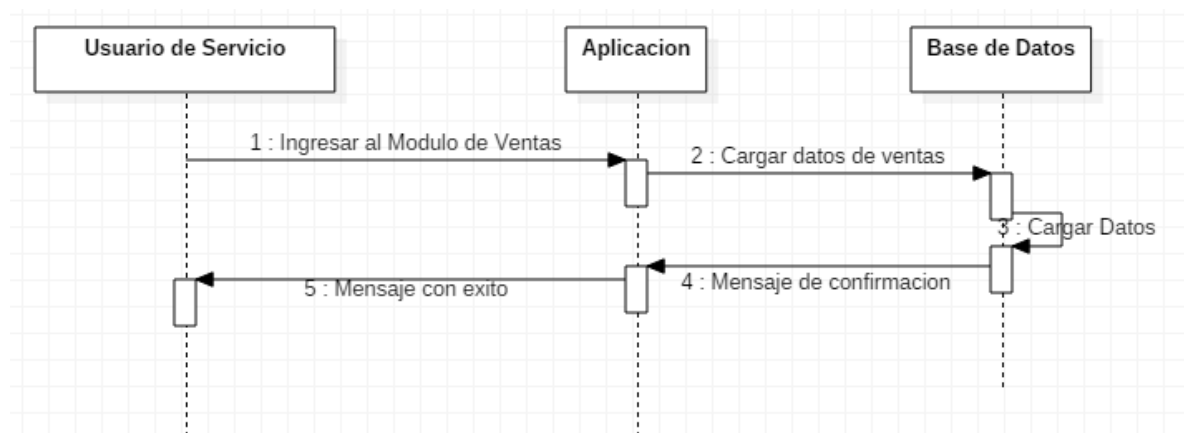 Usuario de Servicio
Aplicacion
Base de Datos
1 : Ingresar al Modulo de Ventas
2 : Cargar datos de ventas
3 : Cargar Datos
4 : Mensaje de confirmacion
5 : Mensaje con exito